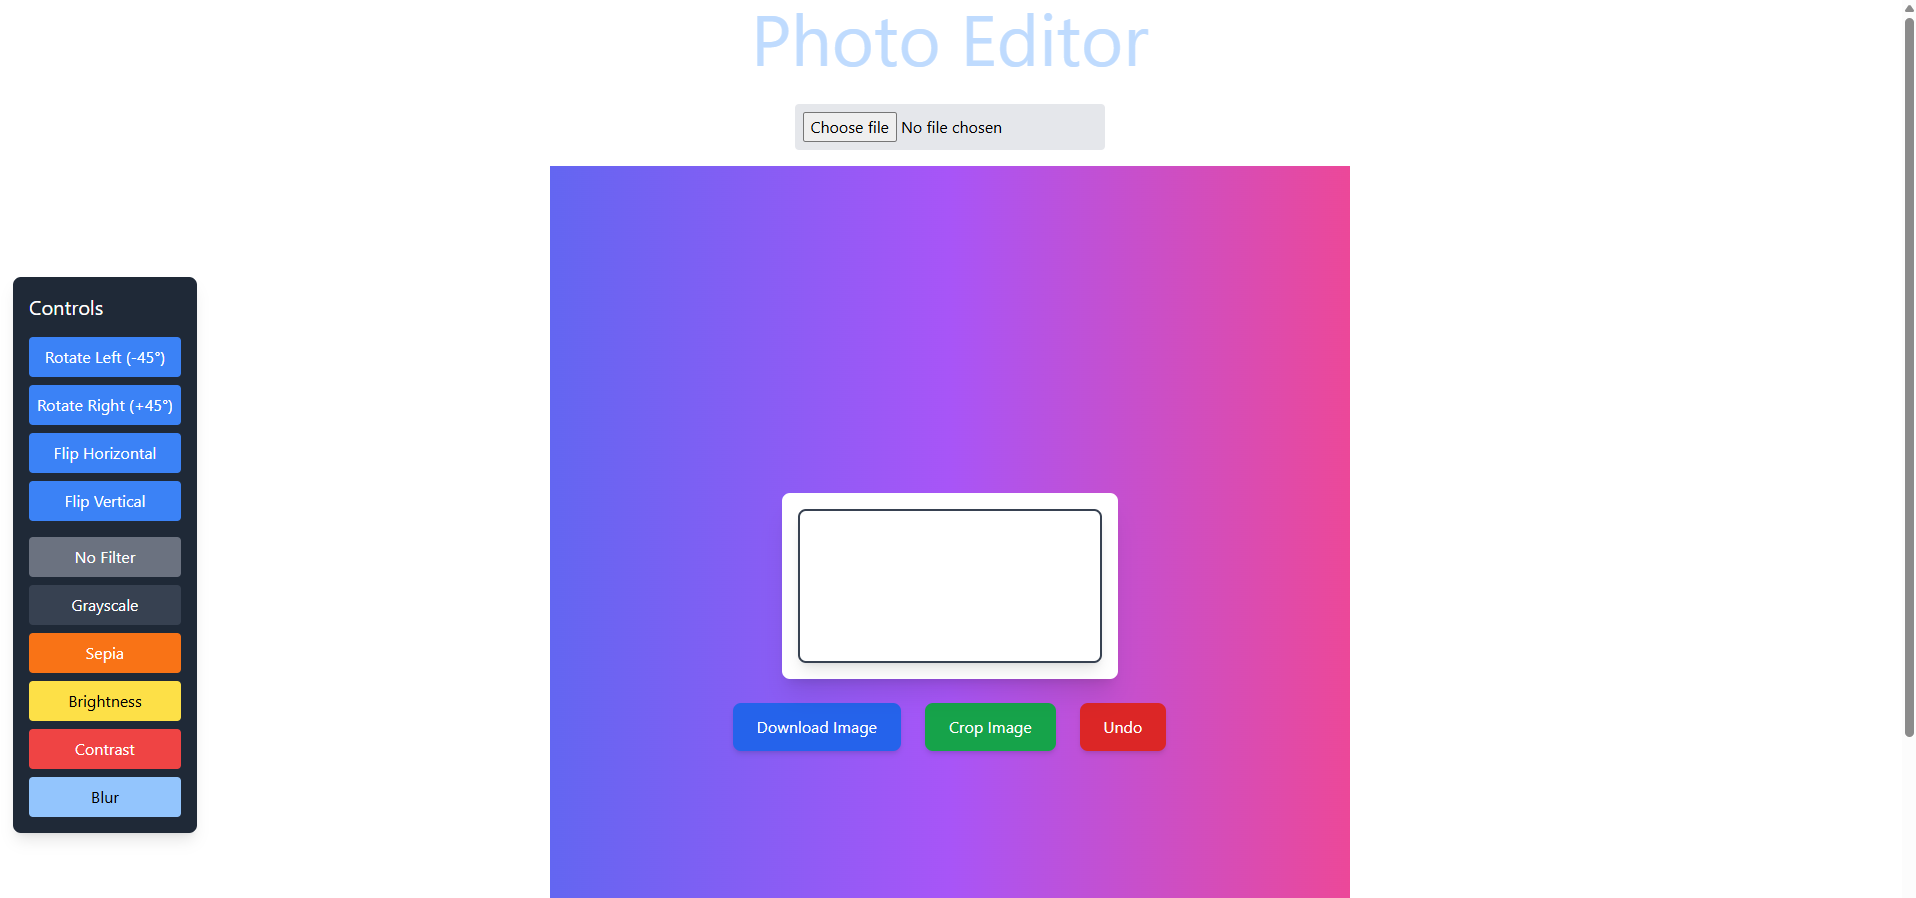 Photo Editor
Choose file No file chosen
Controls
Rotate Left (-45°)
Rotate Right (+45°)
Flip Horizontal
Flip Vertical
No Filter
Grayscale
Sepia
Brightness
Contrast
Blur
Download Image
Crop Image
Undo